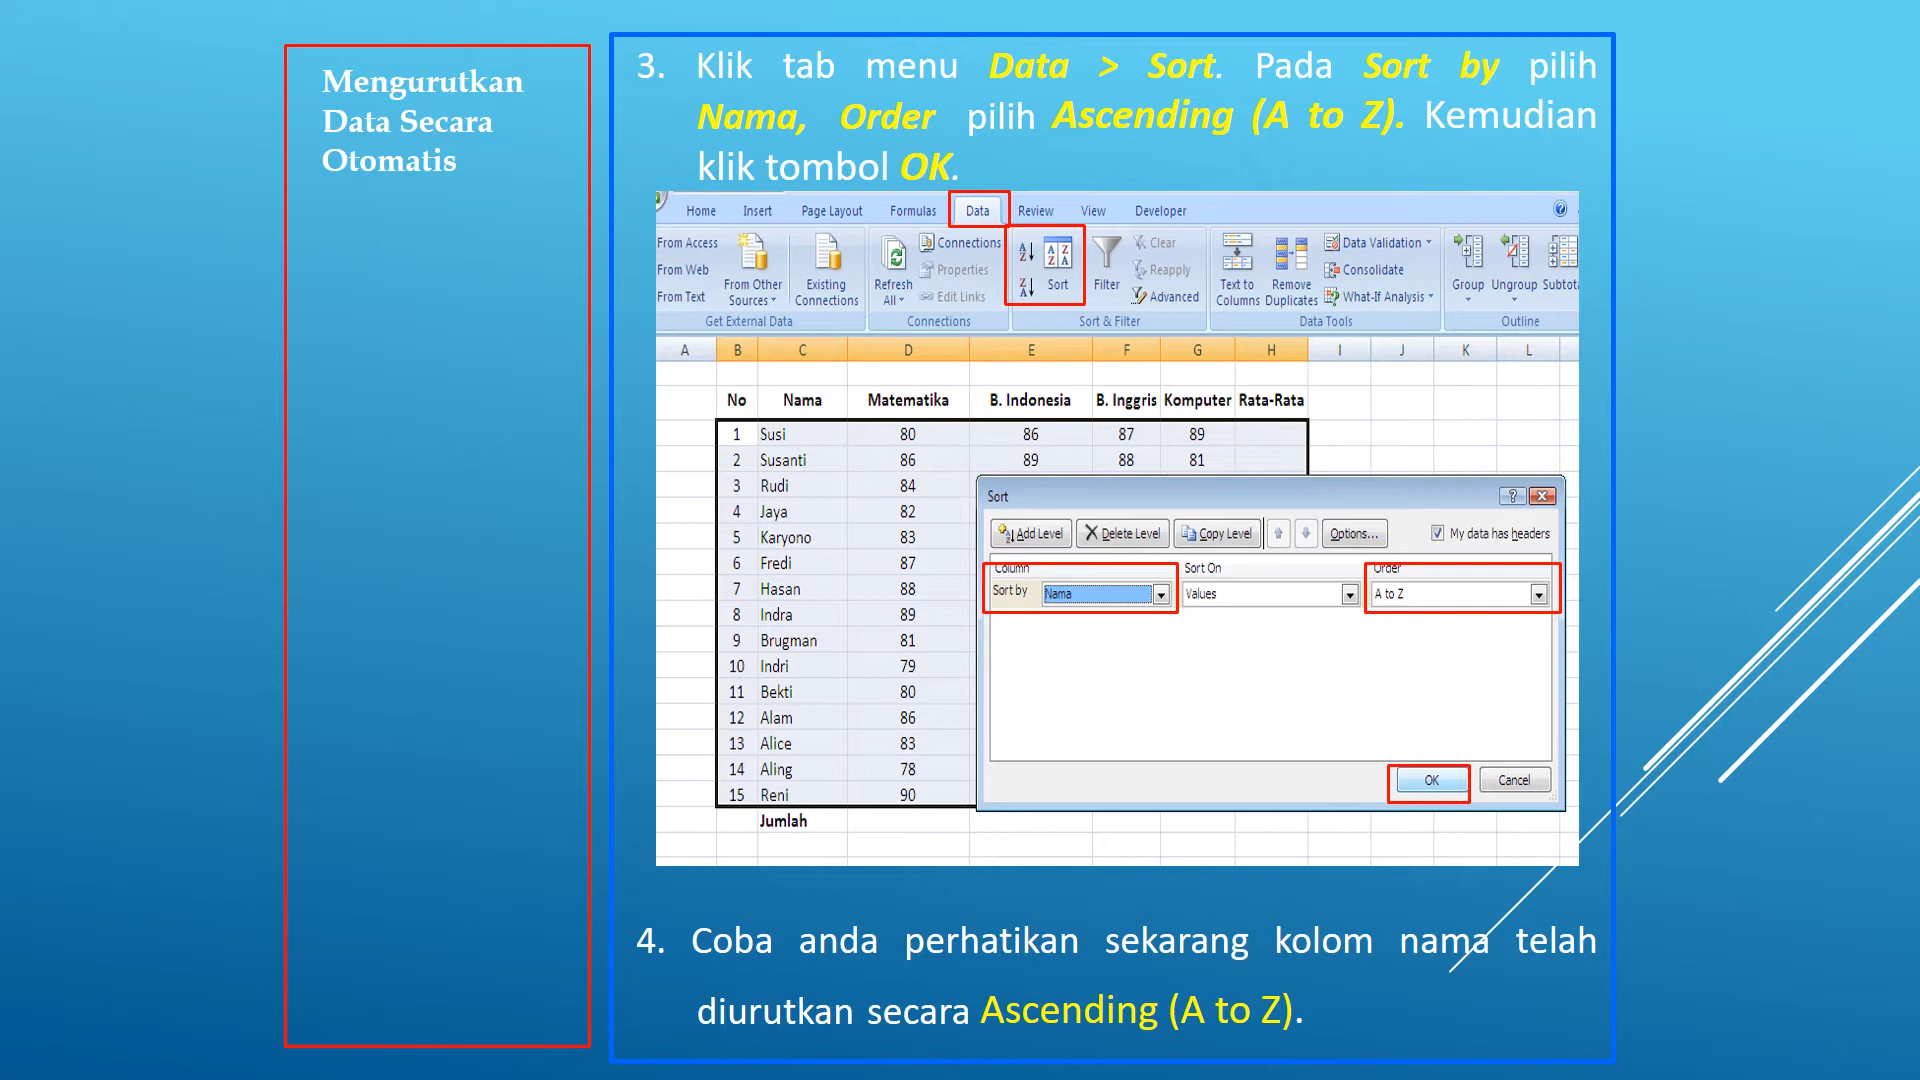 Mengurutkan
Data Secara
Otomatis
3. Klik tab menu Data > Sort. Pada Sort by pilih
Nama, Order pilih Ascending (A to Z). Kemudian
klik tombol OK.
Home Insert Page Layout Formulas Data Review View Developer
From Access
From Web
From Text
From Other
Sources
Existing
Connections
Get External Data
Refresh
All
Connections
Properties
Edit Links
Connections
Sort
Filter
Clear
Reapply
Advanced
Sort & Filter
Text to
Columns
Remove
Duplicates
Data Validation
Consolidate
What-If Analysis
Data Tools
Group Ungroup Subtota
Outline
A B C D E F G H I J K L
No Nama Matematika B. Indonesia B. Inggris Komputer Rata-Rata
1 Susi 80 86 87 89
2 Susanti 86 89 88 81
3 Rudi 84
4 Jaya 82
5 Karyono 83
6 Fredi 87
7 Hasan 88
8 Indra 89
9 Brugman 81
10 Indri 79
11 Bekti 80
12 Alam 86
13 Alice 83
14 Aling 78
15 Reni 90
Jumlah
Sort
Add Level Delete Level Copy Level Options... My data has headers
Column Sort On Order
Sort by Nama Values A to Z
OK Cancel
4. Coba anda perhatikan sekarang kolom nama telah
diurutkan secara Ascending (A to Z).